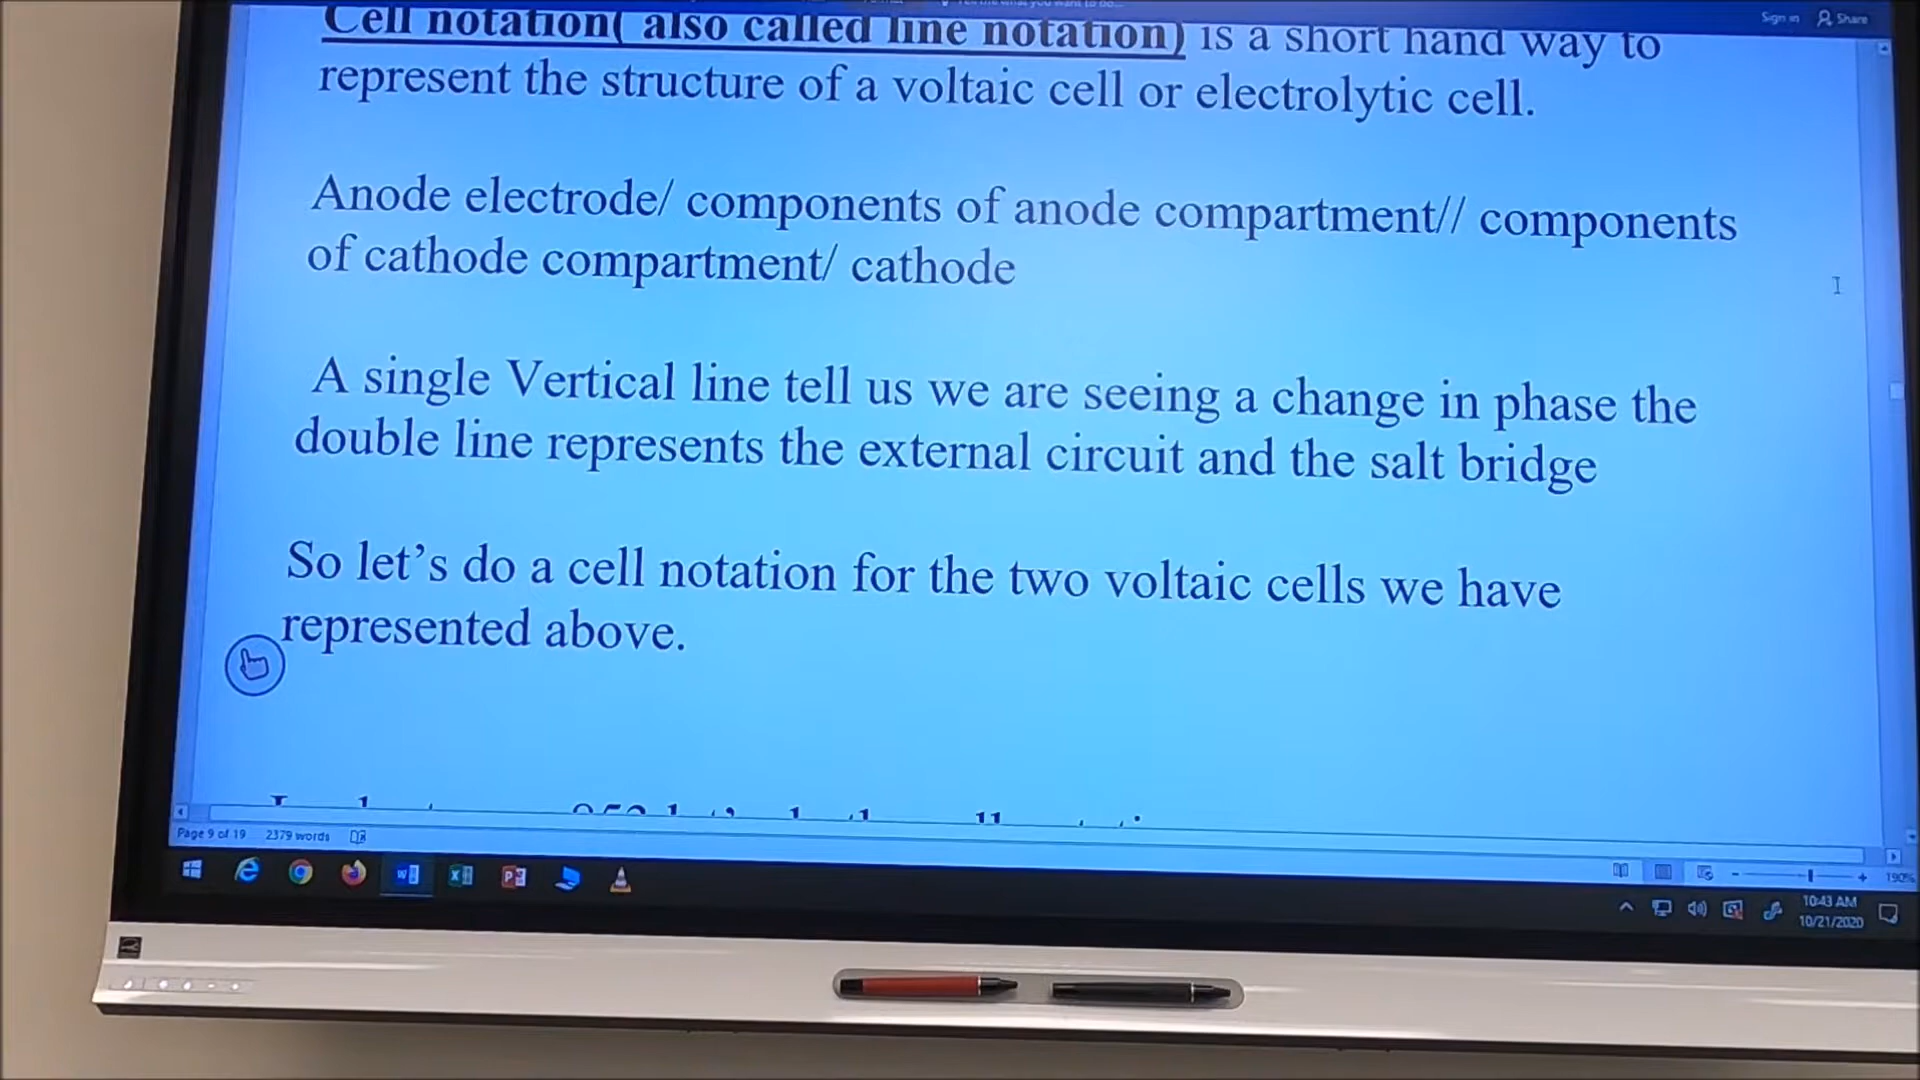 Sign in Share
Cell notation( also called line notation) is a short hand way to
represent the structure of a voltaic cell or electrolytic cell.
Anode electrode/ components of anode compartment// components
of cathode compartment/ cathode
A single Vertical line tell us we are seeing a change in phase the
double line represents the external circuit and the salt bridge
So let's do a cell notation for the two voltaic cells we have
represented above.
Page 9 of 19 2379 words
190%
10:43 AM
10/21/2020